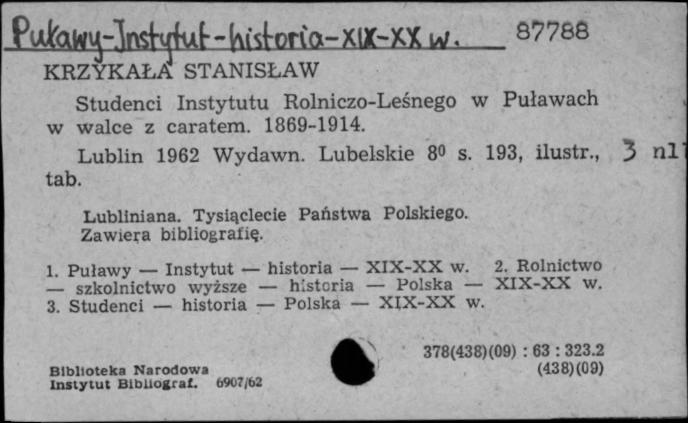 Puławy-Instytut-historia-XIX-XX w. 87788
KRZYKAŁA STANISŁAW
Studenci Instytutu Rolniczo-Leśnego w Puławach
w walce z caratem. 1869-1914.
Lublin 1962 Wydawn. Lubelskie 8⁰ s. 193, ilustr., 3 nl
tab.
Lubliniana. Tysiąclecie Państwa Polskiego.
Zawiera bibliografię.
1. Puławy — Instytut — historia — XIX-XX w. 2. Rolnictwo
— szkolnictwo wyższe — historia — Polska — XIX-XX w.
3. Studenci — historia — Polska — XIX-XX w.
378(438)(09) : 63 : 323.2
(438)(09)
Biblioteka Narodowa
Instytut Bibliograf. 6907/62